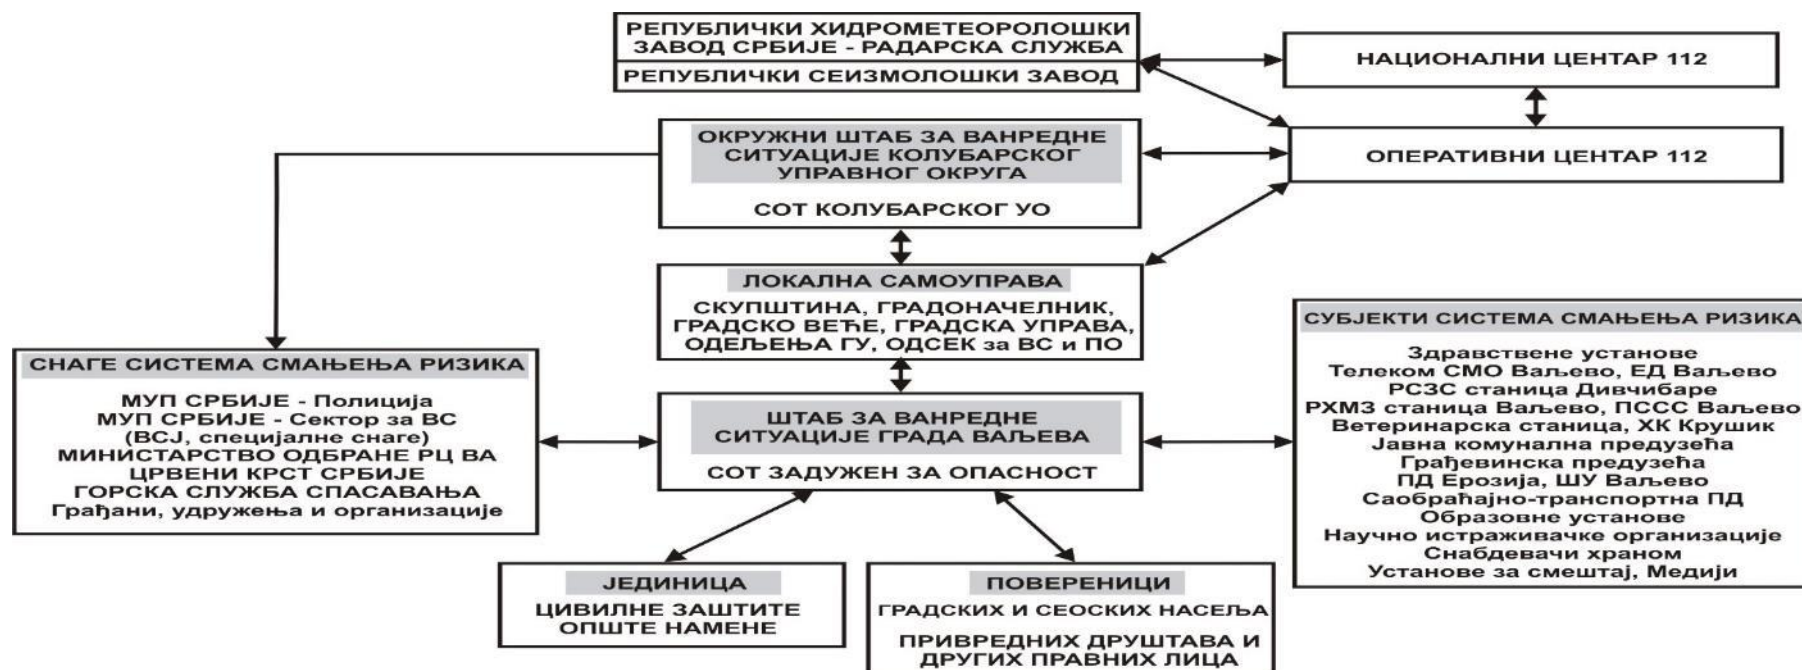 РЕПУБЛИЧКИ ХИДРОМЕТЕОРОЛОШКИ
ЗАВОД СРБИЈЕ - РАДАРСКА СЛУЖБА
РЕПУБЛИЧКИ СЕИЗМОЛОШКИ ЗАВОД
НАЦИОНАЛНИ ЦЕНТАР 112
ОКРУЖНИ ШТАБ ЗА ВАНРЕДНЕ
СИТУАЦИЈЕ КОЛУБАРСКОГ
УПРАВНОГ ОКРУГА
СОТ КОЛУБАРСКОГ УО
ОПЕРАТИВНИ ЦЕНТАР 112
ЛОКАЛНА САМОУПРАВА
СКУПШТИНА, ГРАДОНАЧЕЛНИК,
ГРАДСКО ВЕЋЕ, ГРАДСКА УПРАВА,
ОДЕЉЕЊА ГУ, ОДСЕК за ВС и ПО
СНАГЕ СИСТЕМА СМАЊЕЊА РИЗИКА
МУП СРБИЈЕ - Полиција
МУП СРБИЈЕ - Сектор за ВС
(ВСЈ, специјалне снаге)
МИНИСТАРСТВО ОДБРАНЕ РЦ ВА
ЦРВЕНИ КРСТ СРБИЈЕ
ГОРСКА СЛУЖБА СПАСАВАЊА
Грађани, удружења и организације
ШТАБ ЗА ВАНРЕДНЕ
СИТУАЦИЈЕ ГРАДА ВАЉЕВА
СОТ ЗАДУЖЕН ЗА ОПАСНОСТ
СУБЈЕКТИ СИСТЕМА СМАЊЕЊА РИЗИКА
Здравствене установе
Телеком СМО Ваљево, ЕД Ваљево
РСЗС станица Дивчибаре
РХМЗ станица Ваљево, ПССС Ваљево
Ветеринарска станица, ХК Крушик
Јавна комунална предузећа
Грађевинска предузећа
ПД Ерозија, ШУ Ваљево
Саобраћајно-транспортна ПД
Образовне установе
Научно истраживачке организације
Снабдевачи храном
Установе за смештај, Медији
ЈЕДИНИЦА
ЦИВИЛНЕ ЗАШТИТЕ
ОПШТЕ НАМЕНЕ
ПОВЕРЕНИЦИ
ГРАДСКИХ И СЕОСКИХ НАСЕЉА
ПРИВРЕДНИХ ДРУШТАВА И
ДРУГИХ ПРАВНИХ ЛИЦА